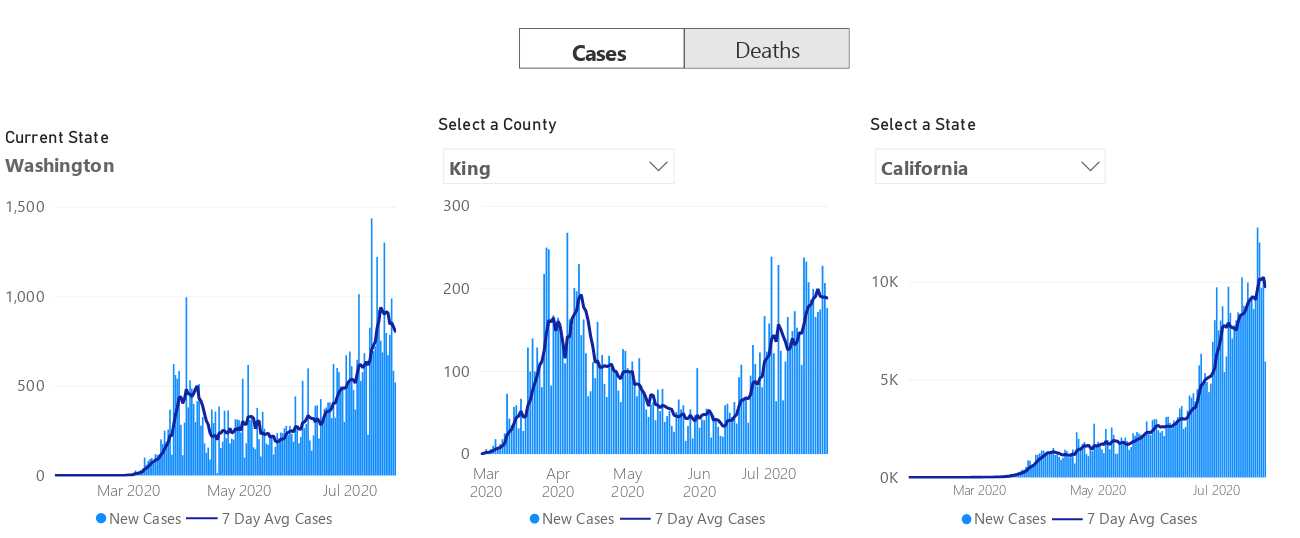 Cases Deaths
Current State
Washington
Select a County
King
Select a State
California
1,500
1,000
500
0
Mar 2020 May 2020 Jul 2020
New Cases 7 Day Avg Cases
300
200
100
0
Mar 2020 Apr 2020 May 2020 Jun 2020 Jul 2020
New Cases 7 Day Avg Cases
10K
5K
0K
Mar 2020 May 2020 Jul 2020
New Cases 7 Day Avg Cases